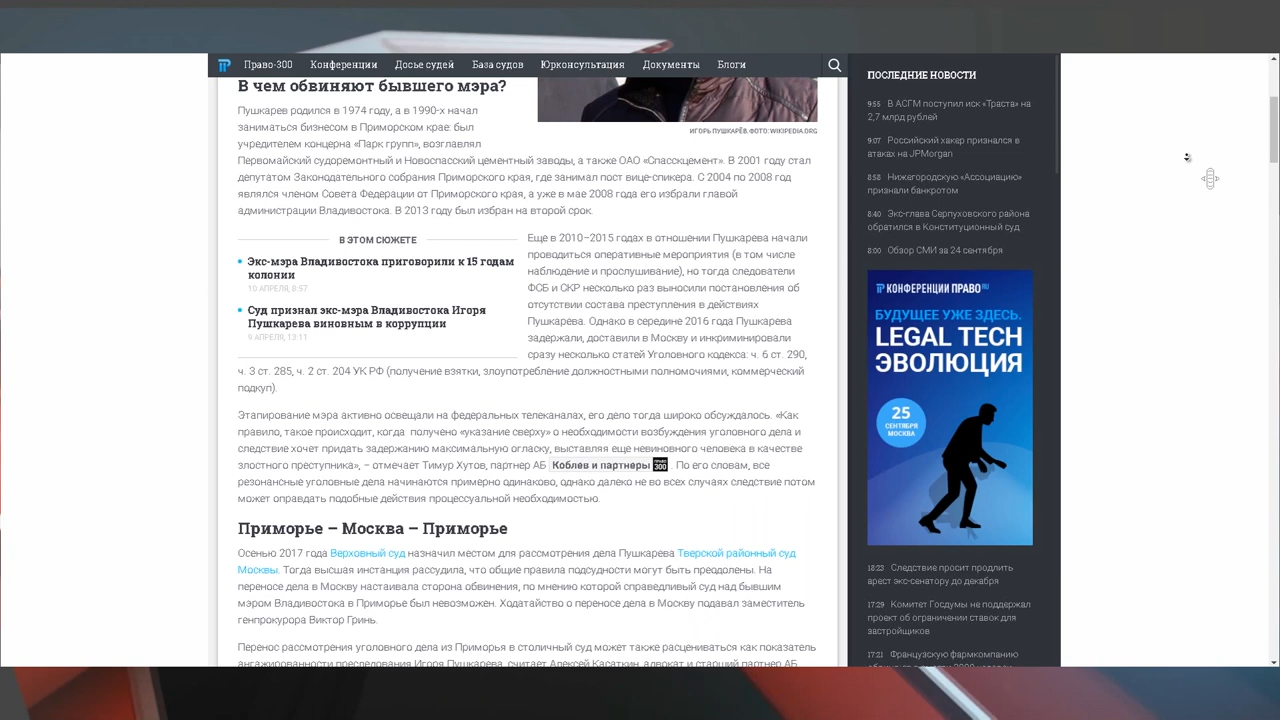 Право-300 Конференции Досье судей База судов Юрконсультация Документы Блоги
В чем обвиняют бывшего мэра?
Пушкарев родился в 1974 году, а в 1990-х начал
заниматься бизнесом в Приморском крае: был
учредителем концерна «Парк групп», возглавлял
ИГОРЬ ПУШКАРЁВ. ФОТО: WIKIPEDIA.ORG
Первомайский судоремонтный и Новоспасский цементный заводы, а также ОАО «Спасскцемент». В 2001 году стал
депутатом Законодательного собрания Приморского края, где занимал пост вице-спикера. С 2004 по 2008 год
являлся членом Совета Федерации от Приморского края, а уже в мае 2008 года его избрали главой
администрации Владивостока. В 2013 году был избран на второй срок.
В ЭТОМ СЮЖЕТЕ
Экс-мэра Владивостока приговорили к 15 годам
колонии
10 АПРЕЛЯ, 8:57
Суд признал экс-мэра Владивостока Игоря
Пушкарева виновным в коррупции
9 АПРЕЛЯ, 13:11
Еще в 2010–2015 годах в отношении Пушкарева начали
проводиться оперативные мероприятия (в том числе
наблюдение и прослушивание), но тогда следователи
ФСБ и СКР несколько раз выносили постановления об
отсутствии состава преступления в действиях
Пушкарева. Однако в середине 2016 года Пушкарева
задержали, доставили в Москву и инкриминировали
сразу несколько статей Уголовного кодекса: ч. 6 ст. 290,
ч. 3 ст. 285, ч. 2 ст. 204 УК РФ (получение взятки, злоупотребление должностными полномочиями, коммерческий
подкуп).
Этапирование мэра активно освещали на федеральных телеканалах, его дело тогда широко обсуждалось. «Как
правило, такое происходит, когда получено «указание сверху» о необходимости возбуждения уголовного дела и
следствие хочет придать задержанию максимальную огласку, выставляя еще невиновного человека в качестве
злостного преступника», – отмечает Тимур Хутов, партнер АБ Коблев и партнеры ПРАВО 300 . По его словам, все
резонансные уголовные дела начинаются примерно одинаково, однако далеко не во всех случаях следствие потом
может оправдать подобные действия процессуальной необходимостью.
Приморье – Москва – Приморье
Осенью 2017 года Верховный суд назначил местом для рассмотрения дела Пушкарева Тверской районный суд
Москвы. Тогда высшая инстанция рассудила, что общие правила подсудности могут быть преодолены. На
переносе дела в Москву настаивала сторона обвинения, по мнению которой справедливый суд над бывшим
мэром Владивостока в Приморье был невозможен. Ходатайство о переносе дела в Москву подавал заместитель
генпрокурора Виктор Гринь.
Перенос рассмотрения уголовного дела из Приморья в столичный суд может также расцениваться как показатель
ангажированности преследования Игоря Пушкарева, считает Алексей Касаткин, адвокат и старший партнер АБ
ПОСЛЕДНИЕ НОВОСТИ
9:55 В АСГМ поступил иск «Траста» на
2,7 млрд рублей
9:07 Российский хакер признался в
атаках на JPMorgan
8:58 Нижегородскую «Ассоциацию»
признали банкротом
8:40 Экс-глава Серпуховского района
обратился в Конституционный суд
8:00 Обзор СМИ за 24 сентября
КОНФЕРЕНЦИИ ПРАВО.RU
БУДУЩЕЕ УЖЕ ЗДЕСЬ.
LEGAL TECH
ЭВОЛЮЦИЯ
25
СЕНТЯБРЯ
МОСКВА
18:23 Следствие просит продлить
арест экс-сенатору до декабря
17:29 Комитет Госдумы не поддержал
проект об ограничении ставок для
застройщиков
17:21 Французскую фармкомпанию